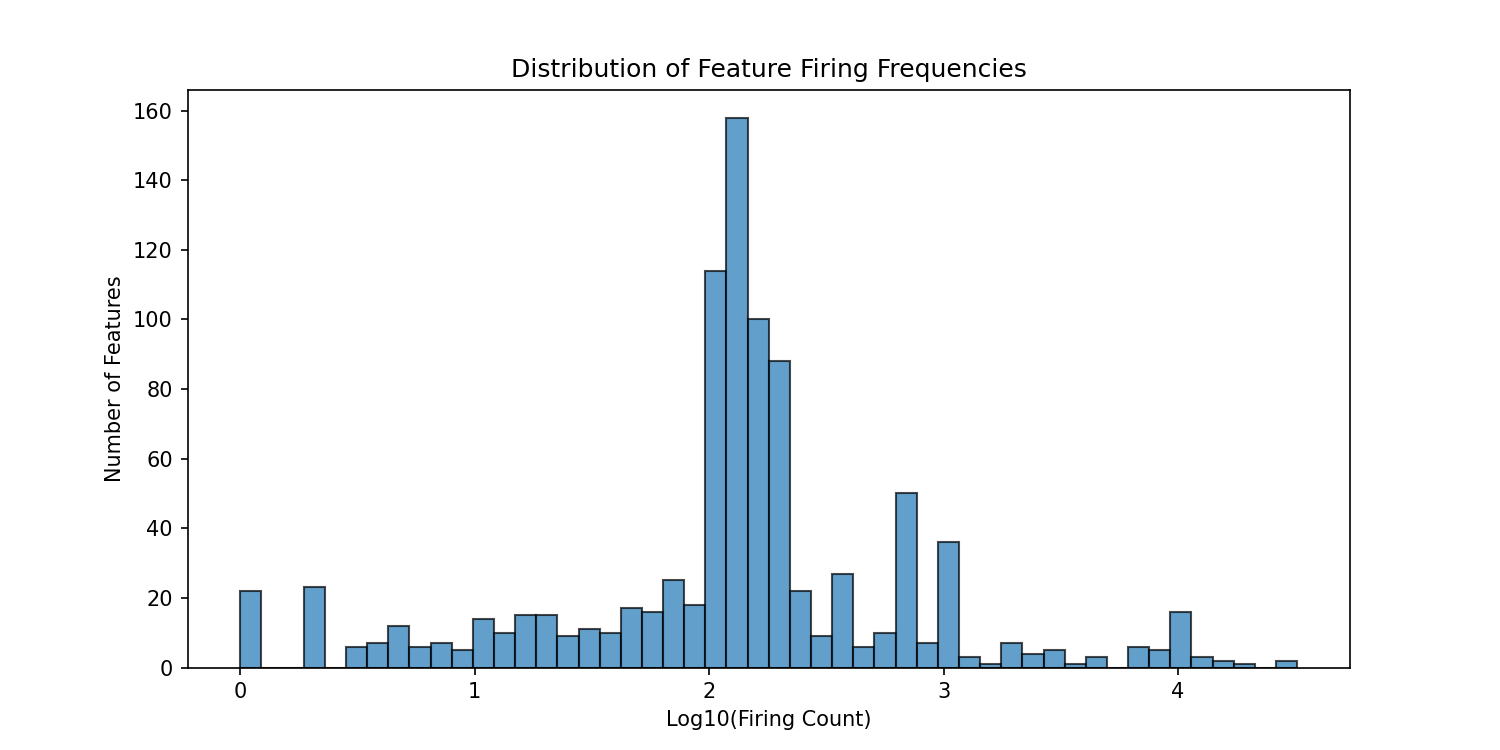 Distribution of Feature Firing Frequencies
160
140
120
100
80
60
40
20
0
Number of Features
0 1 2 3 4
Log10(Firing Count)